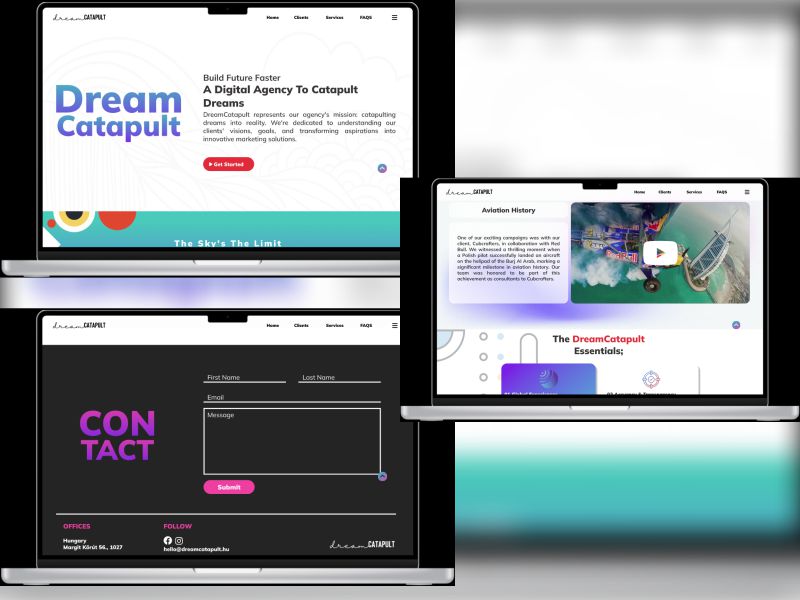 dream CATAPULT
Home Clients Services FAQS
Dream
Catapult
Build Future Faster
A Digital Agency To Catapult
Dreams
DreamCatapult represents our agency's mission: catapulting
dreams into reality. We're dedicated to understanding our
clients' visions, goals, and transforming aspirations into
innovative marketing solutions.
Get Started
The Sky's The Limit
dream CATAPULT
Home Clients Services FAQS
Aviation History
One of our exciting campaigns was with our
client, Cubcrafters, in collaboration with Red
Bull. We witnessed a thrilling moment when
a Polish pilot successfully landed an aircraft
on the helipad of the Burj Al Arab, marking a
significant milestone in aviation history. Our
team was honored to be part of this
achievement as consultants to Cubcrafters.
RedBull
The DreamCatapult
Essentials;
dream CATAPULT
Home Clients Services FAQS
CON
TACT
First Name
Last Name
Email
Message
Submit
OFFICES
FOLLOW
Hungary
Margit Körút 56., 1027
hello@dreamcatapult.hu
dream CATAPULT